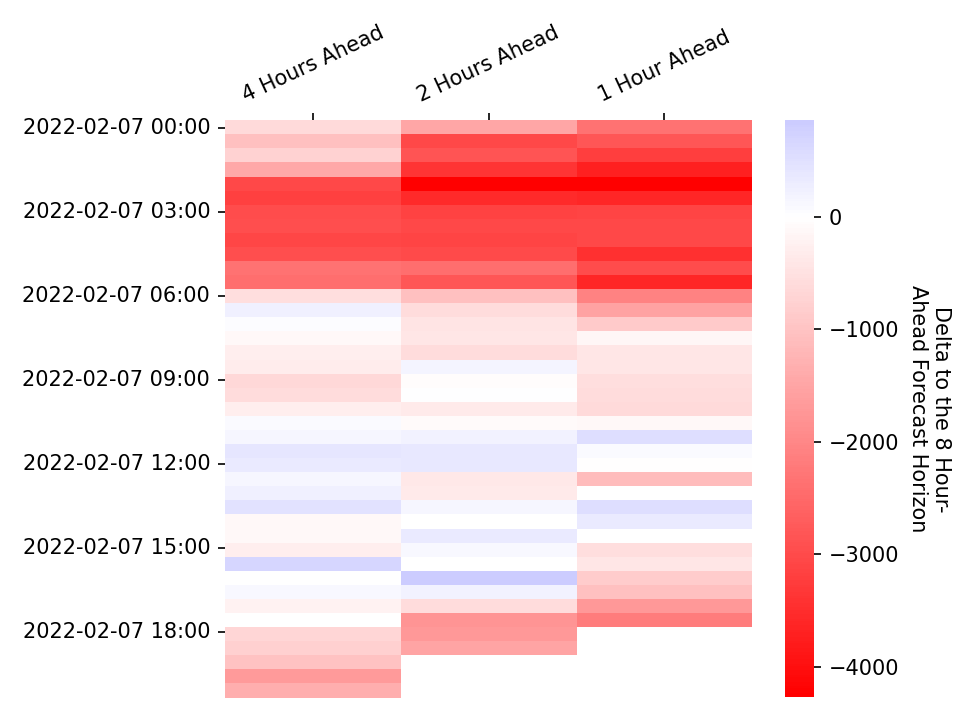 4 Hours Ahead
2 Hours Ahead
1 Hour Ahead
2022-02-07 00:00
2022-02-07 03:00
2022-02-07 06:00
2022-02-07 09:00
2022-02-07 12:00
2022-02-07 15:00
2022-02-07 18:00
0
−1000
−2000
−3000
−4000
Delta to the 8 Hour-
Ahead Forecast Horizon